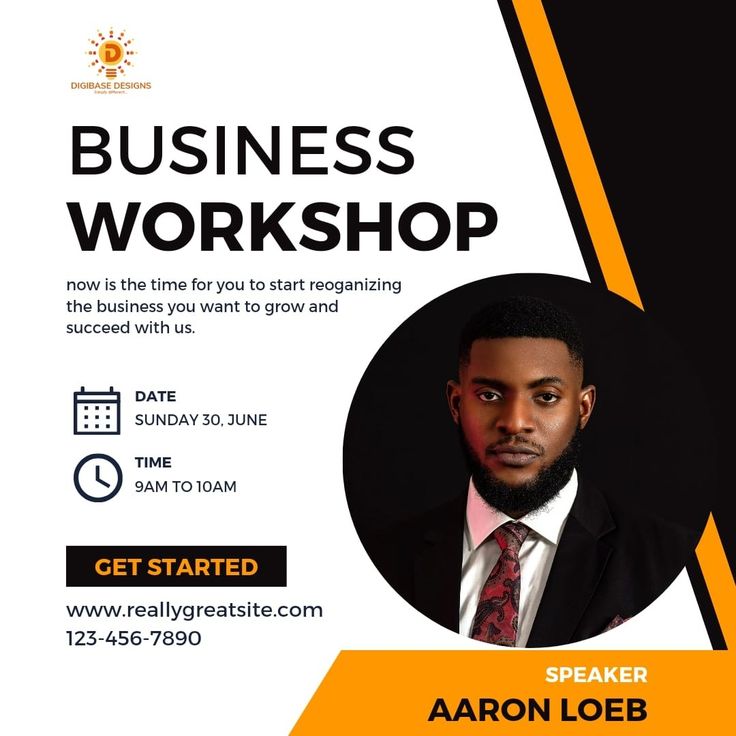 DIGIBASE DESIGNS
BUSINESS
WORKSHOP
now is the time for you to start reoganizing
the business you want to grow and
succeed with us.
DATE
SUNDAY 30, JUNE
TIME
9AM TO 10AM
GET STARTED
www.reallygreatsite.com
123-456-7890
SPEAKER
AARON LOEB